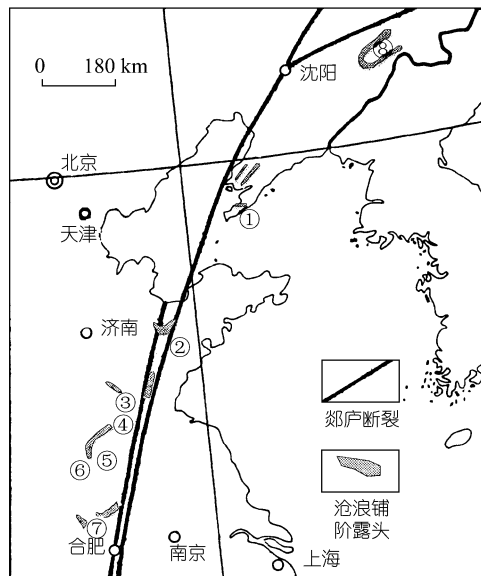 0 180 km
沈阳
⑧
北京
天津
①
济南
②
③
④
⑥ ⑤
⑦
合肥
南京
上海
郯庐断裂
沧浪铺
阶露头